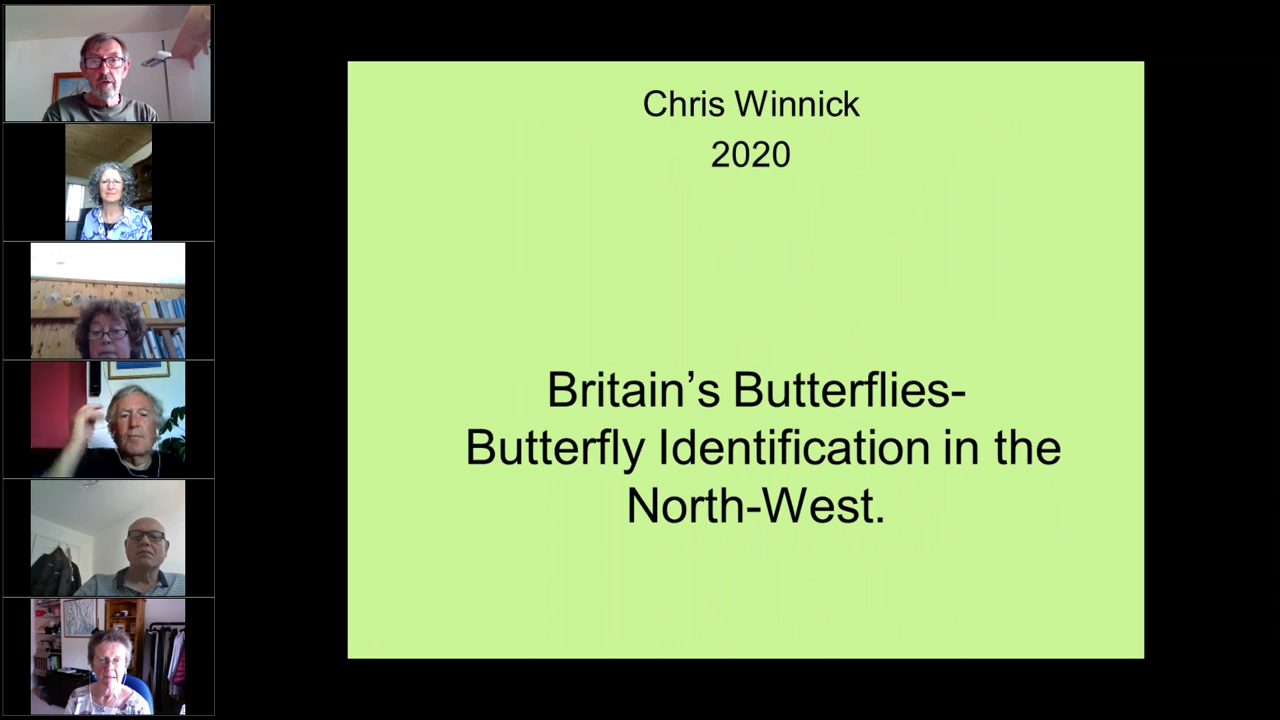 Chris Winnick
2020
Britain’s Butterflies-
Butterfly Identification in the
North-West.